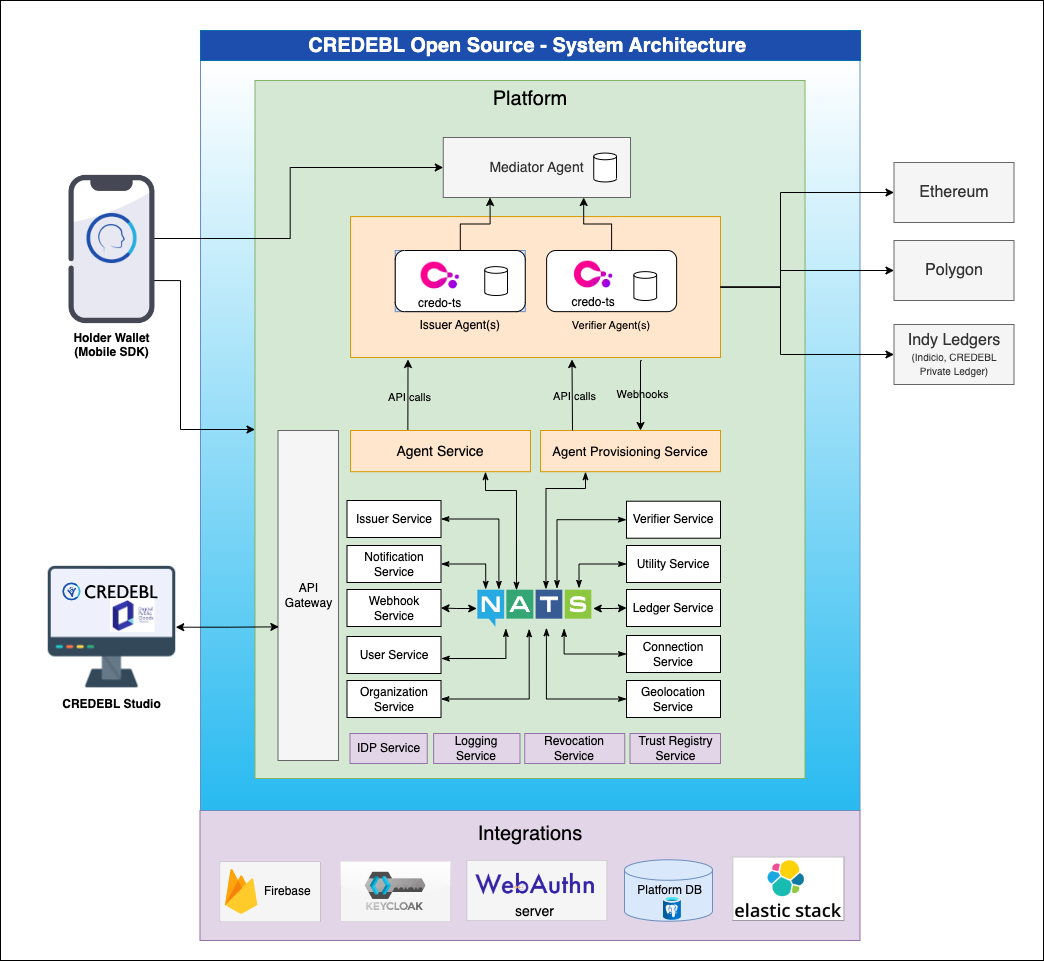 CREDEBL Open Source - System Architecture
Platform
Mediator Agent
Ethereum
Polygon
Indy Ledgers
(Indicio, CREDEBL
Private Ledger)
credo-ts
Issuer Agent(s)
credo-ts
Verifier Agent(s)
Holder Wallet
(Mobile SDK)
API calls
API calls
Webhooks
Agent Service
Agent Provisioning Service
API
Gateway
Issuer Service
Notification
Service
Webhook
Service
User Service
Organization
Service
NATS
Verifier Service
Utility Service
Ledger Service
Connection
Service
Geolocation
Service
IDP Service
Logging
Service
Revocation
Service
Trust Registry
Service
CREDEBL
Digital
Public
Goods
CREDEBL Studio
Integrations
Firebase
KEYCLOAK
WebAuthn
server
Platform DB
elastic stack